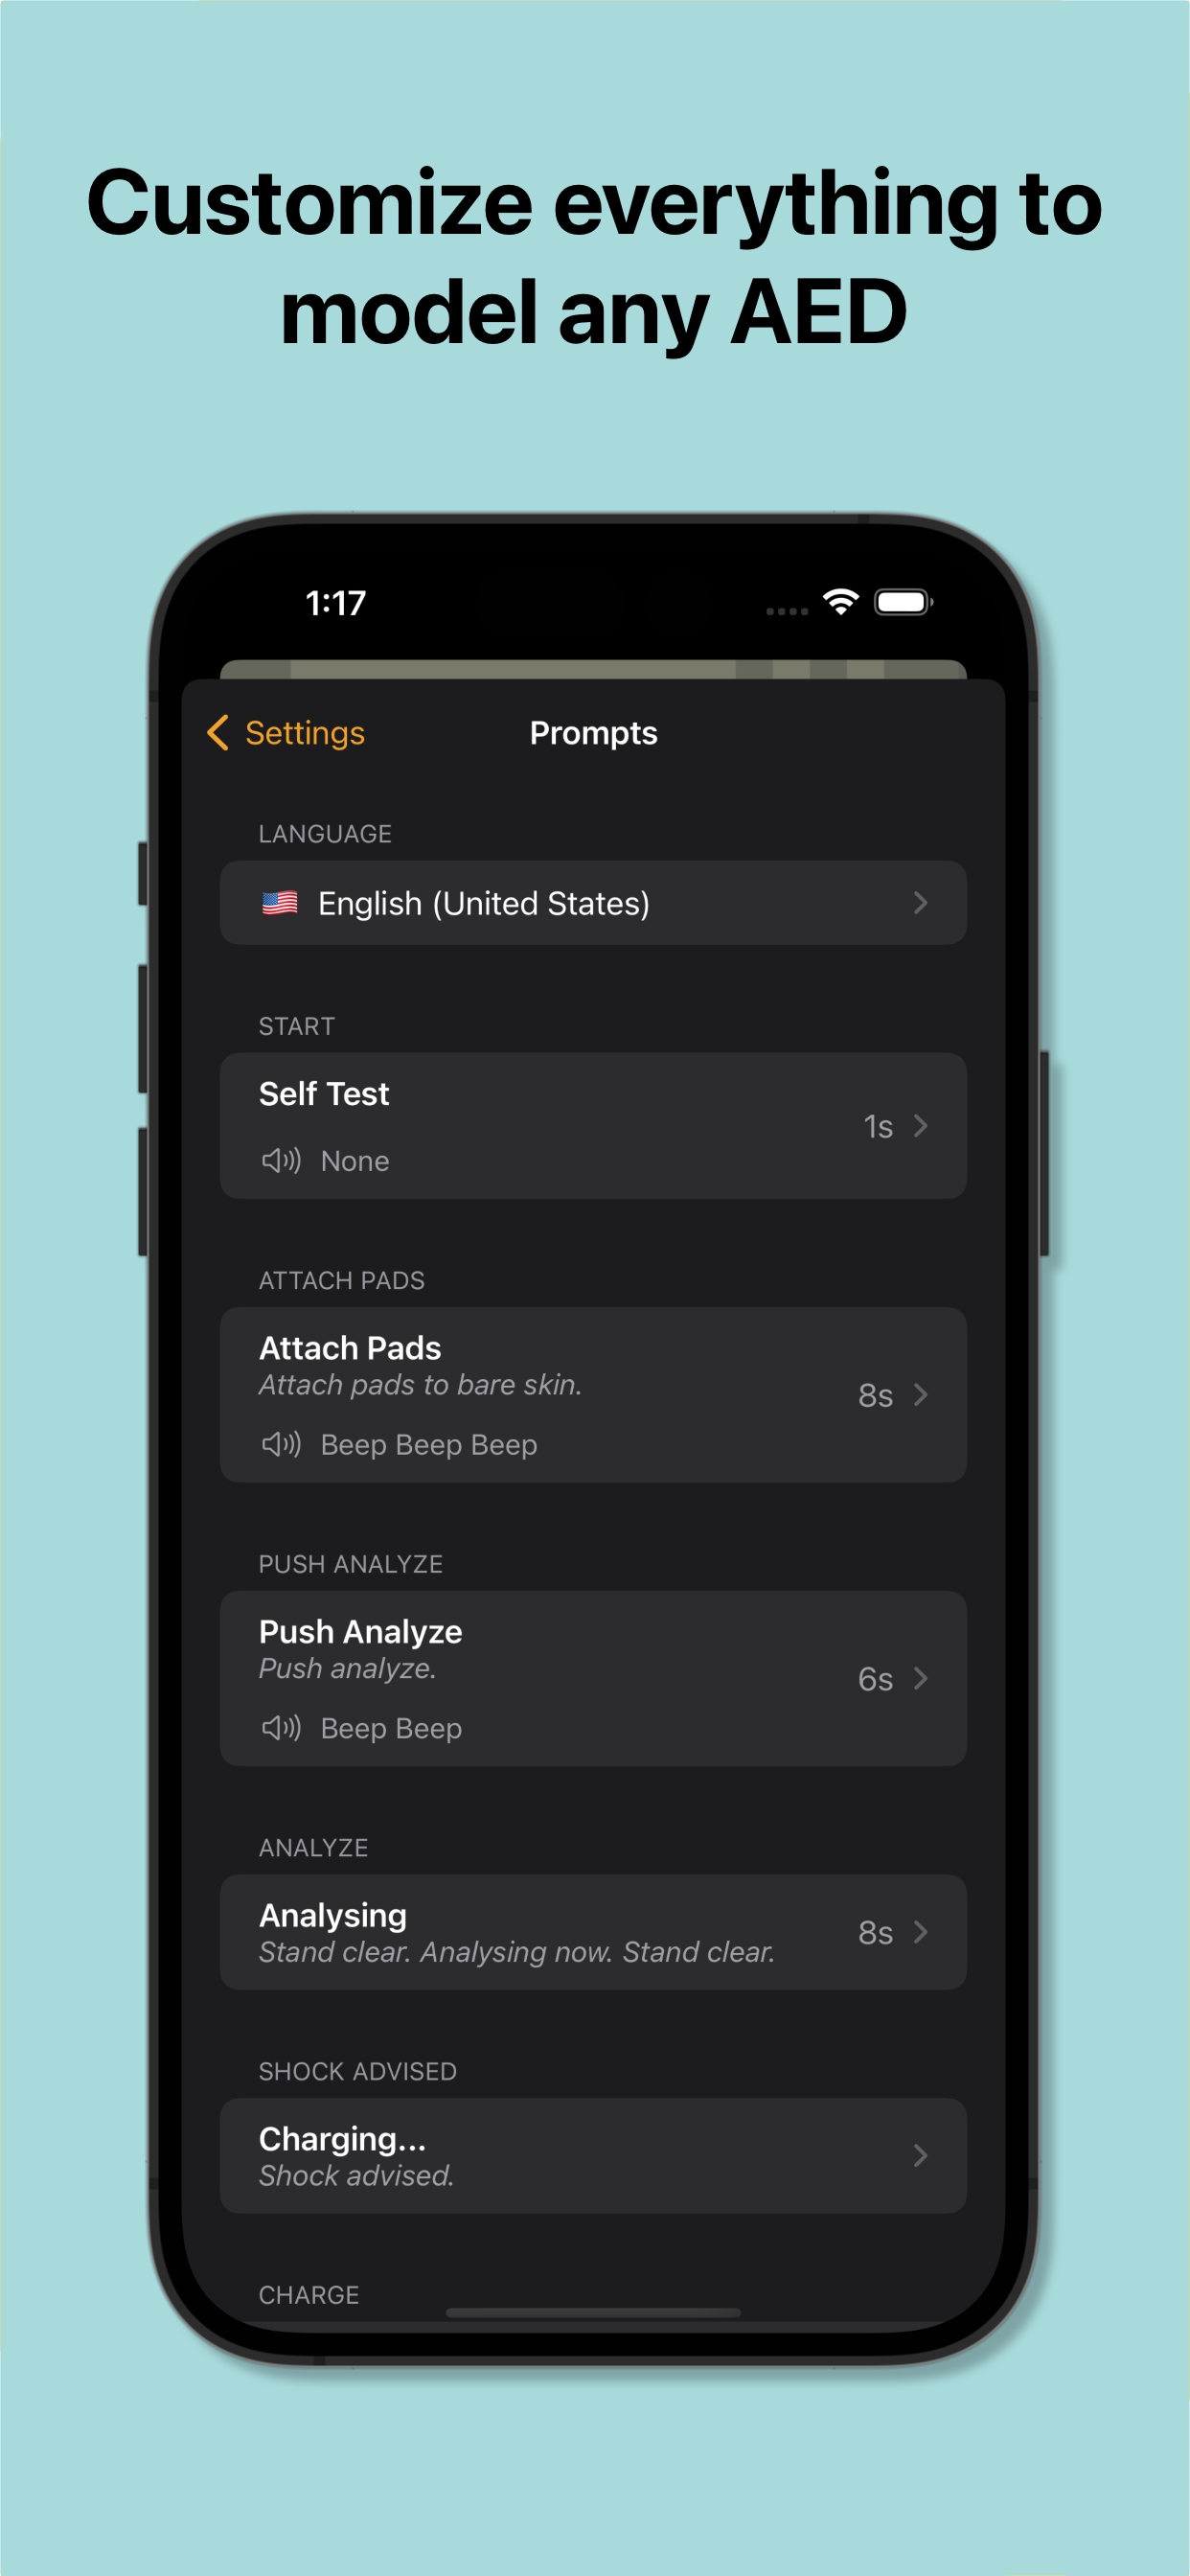 Customize everything to
model any AED
1:17
Settings
Prompts
LANGUAGE
English (United States)
START
Self Test
1s
None
ATTACH PADS
Attach Pads
Attach pads to bare skin.
8s
Beep Beep Beep
PUSH ANALYZE
Push Analyze
Push analyze.
6s
Beep Beep
ANALYZE
Analysing
Stand clear. Analysing now. Stand clear.
8s
SHOCK ADVISED
Charging...
Shock advised.
CHARGE